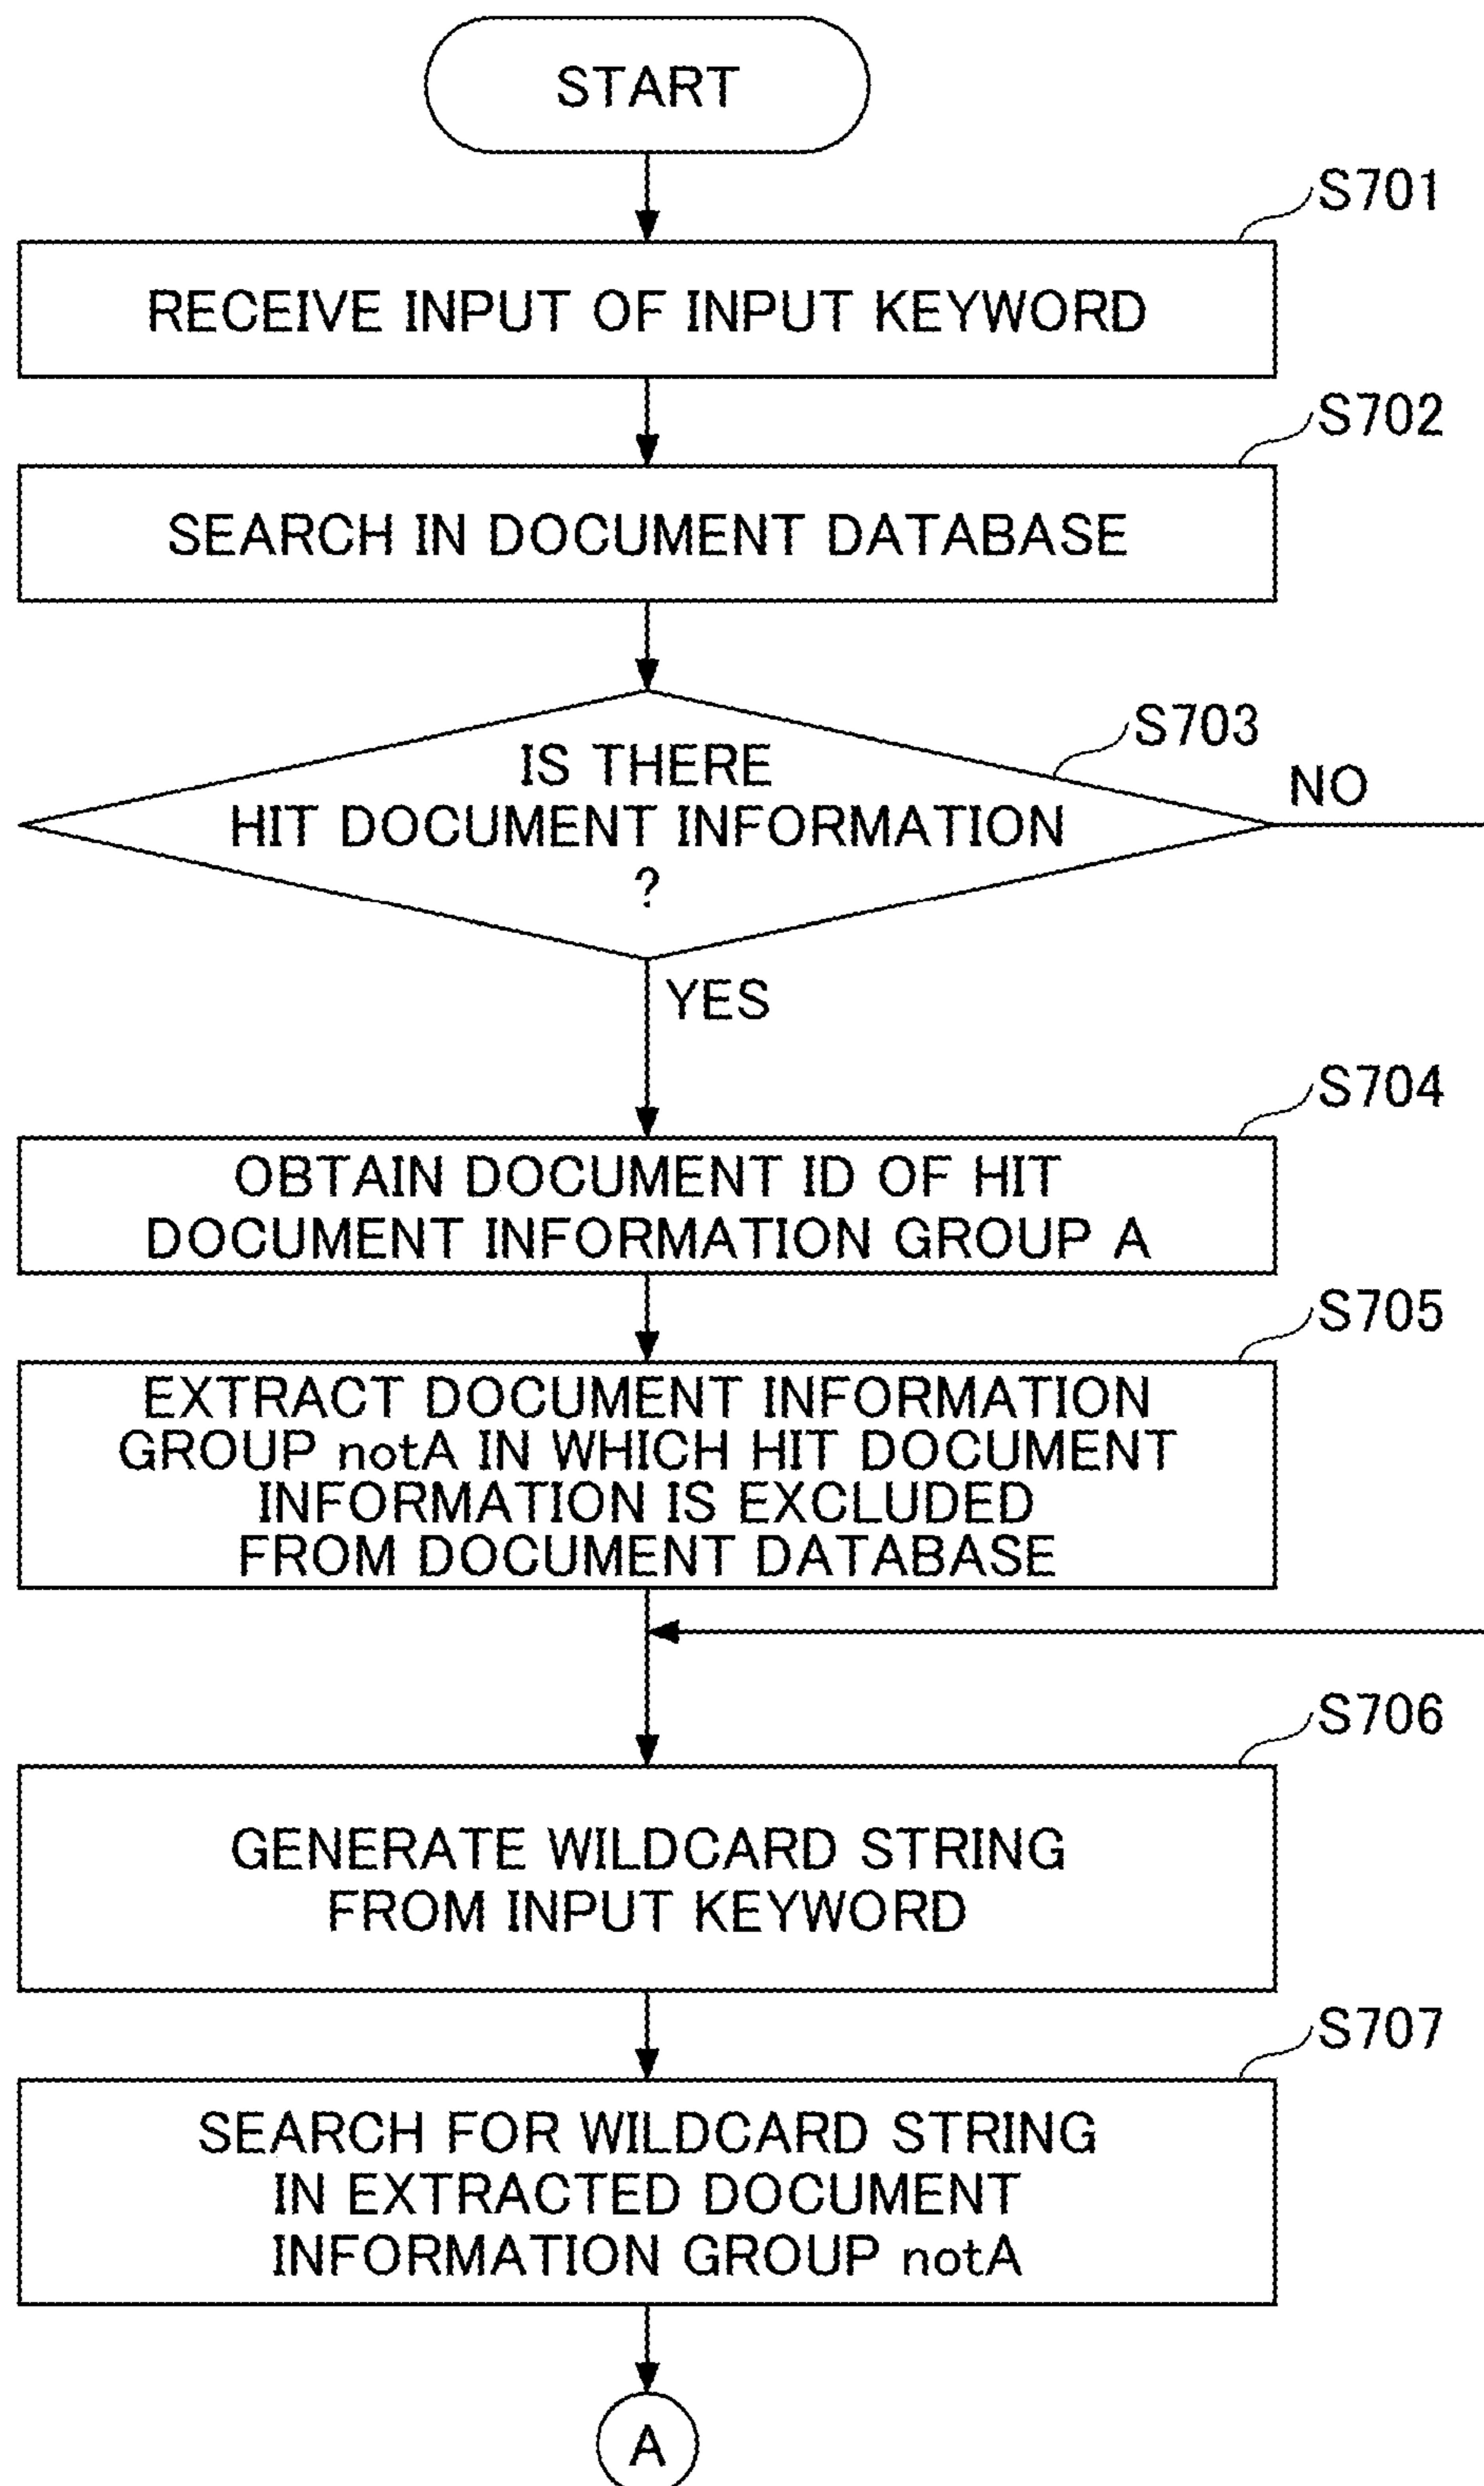 START
S701
RECEIVE INPUT OF INPUT KEYWORD
S702
SEARCH IN DOCUMENT DATABASE
S703
IS THERE
HIT DOCUMENT INFORMATION
?
NO
YES
S704
OBTAIN DOCUMENT ID OF HIT
DOCUMENT INFORMATION GROUP A
S705
EXTRACT DOCUMENT INFORMATION
GROUP notA IN WHICH HIT DOCUMENT
INFORMATION IS EXCLUDED
FROM DOCUMENT DATABASE
S706
GENERATE WILDCARD STRING
FROM INPUT KEYWORD
S707
SEARCH FOR WILDCARD STRING
IN EXTRACTED DOCUMENT
INFORMATION GROUP notA
A